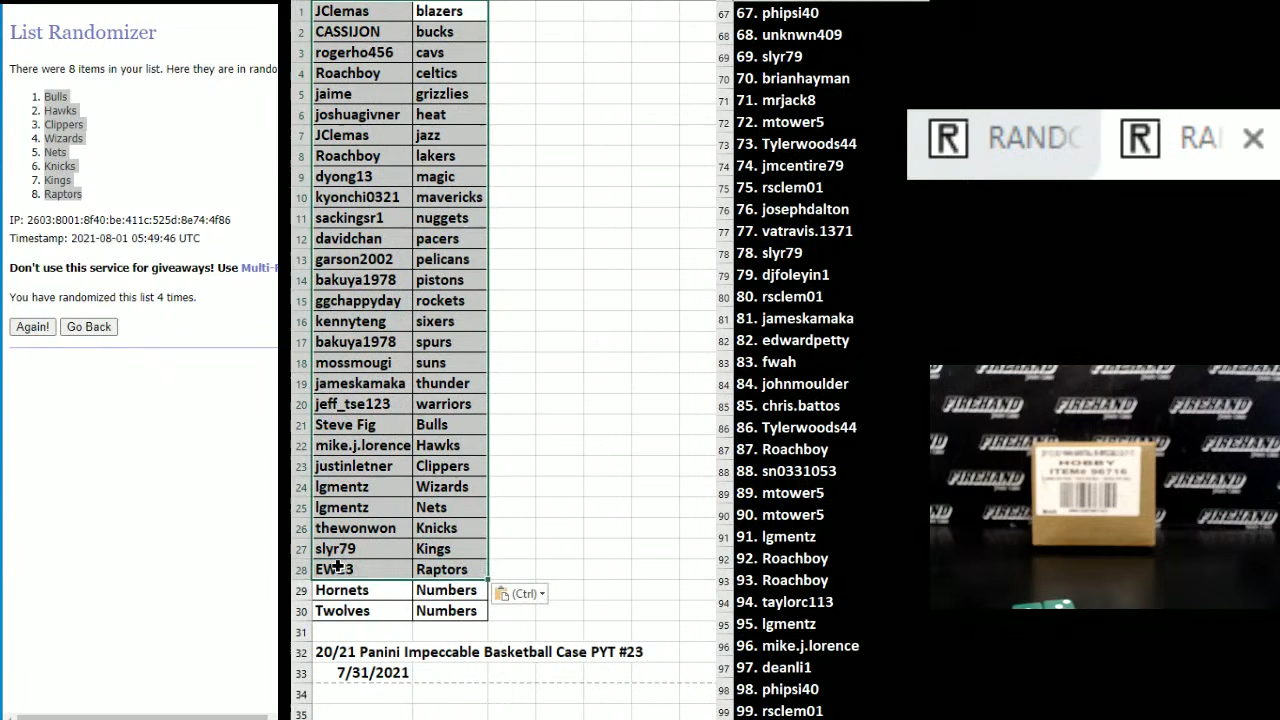 List Randomizer
There were 8 items in your list. Here they are in rando
1. Bulls
2. Hawks
3. Clippers
4. Wizards
5. Nets
6. Knicks
7. Kings
8. Raptors
IP: 2603:8001:8f40:be:411c:525d:8e74:4f86
Timestamp: 2021-08-01 05:49:46 UTC
Don't use this service for giveaways! Use Multi-
You have randomized this list 4 times.
Again! Go Back
1 JClemas blazers
2 CASSIJON bucks
3 rogerho456 cavs
4 Roachboy celtics
5 jaime grizzlies
6 joshuagivner heat
7 JClemas jazz
8 Roachboy lakers
9 dyong13 magic
10 kyonchi0321 mavericks
11 sackingsr1 nuggets
12 davidchan pacers
13 garson2002 pelicans
14 bakuya1978 pistons
15 ggchappyday rockets
16 kennyteng sixers
17 bakuya1978 spurs
18 mossmougi suns
19 jameskamaka thunder
20 jeff_tse123 warriors
21 Steve Fig Bulls
22 mike.j.lorence Hawks
23 justinletner Clippers
24 lgmentz Wizards
25 lgmentz Nets
26 thewonwon Knicks
27 slyr79 Kings
28 Raptors
29 Hornets Numbers
30 Twolves Numbers
31
32 20/21 Panini Impeccable Basketball Case PYT #23
33 7/31/2021
34
35
(Ctrl)
67 67. phipsi40
68 68. unknwn409
69 69. slyr79
70 70. brianhayman
71 71. mrjack8
72 72. mtower5
73 73. Tylerwoods44
74 74. jmcentire79
75 75. rsclem01
76 76. josephdalton
77 77. vatravis.1371
78 78. slyr79
79 79. djfoleyin1
80 80. rsclem01
81 81. jameskamaka
82 82. edwardpetty
83 83. fwah
84 84. johnmoulder
85 85. chris.battos
86 86. Tylerwoods44
87 87. Roachboy
88 88. sn0331053
89 89. mtower5
90 90. mtower5
91 91. lgmentz
92 92. Roachboy
93 93. Roachboy
94 94. taylorc113
95 95. lgmentz
96 96. mike.j.lorence
97 97. deanli1
98 98. phipsi40
99 99. rsclem01
R RANDO R RA
FIREHAND
HOBBY
ITEM# 96716